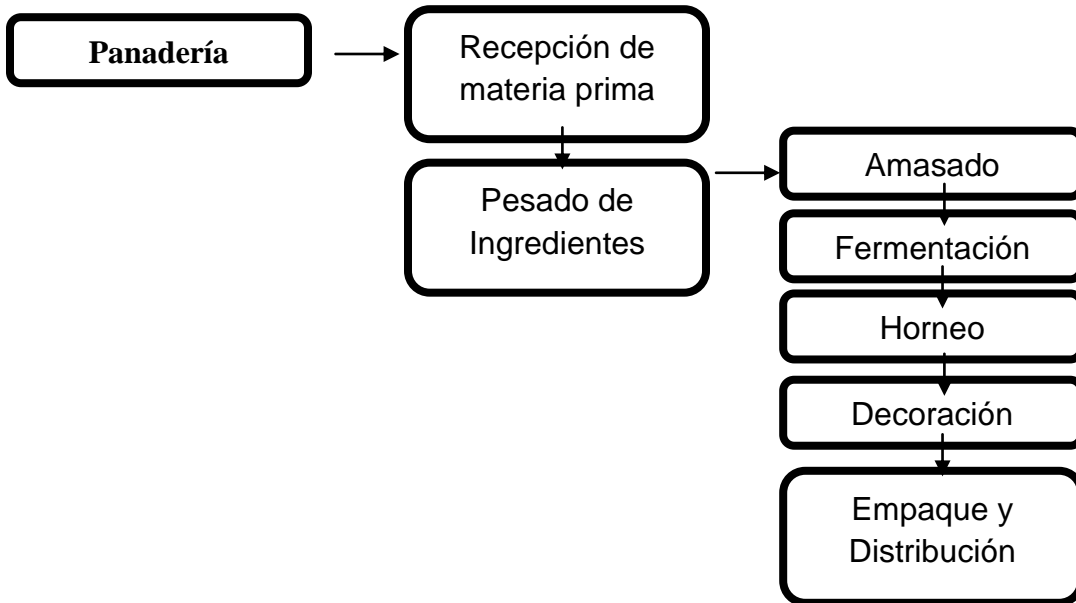 Panadería
Recepción de
materia prima
Pesado de
Ingredientes
Amasado
Fermentación
Horneo
Decoración
Empaque y
Distribución